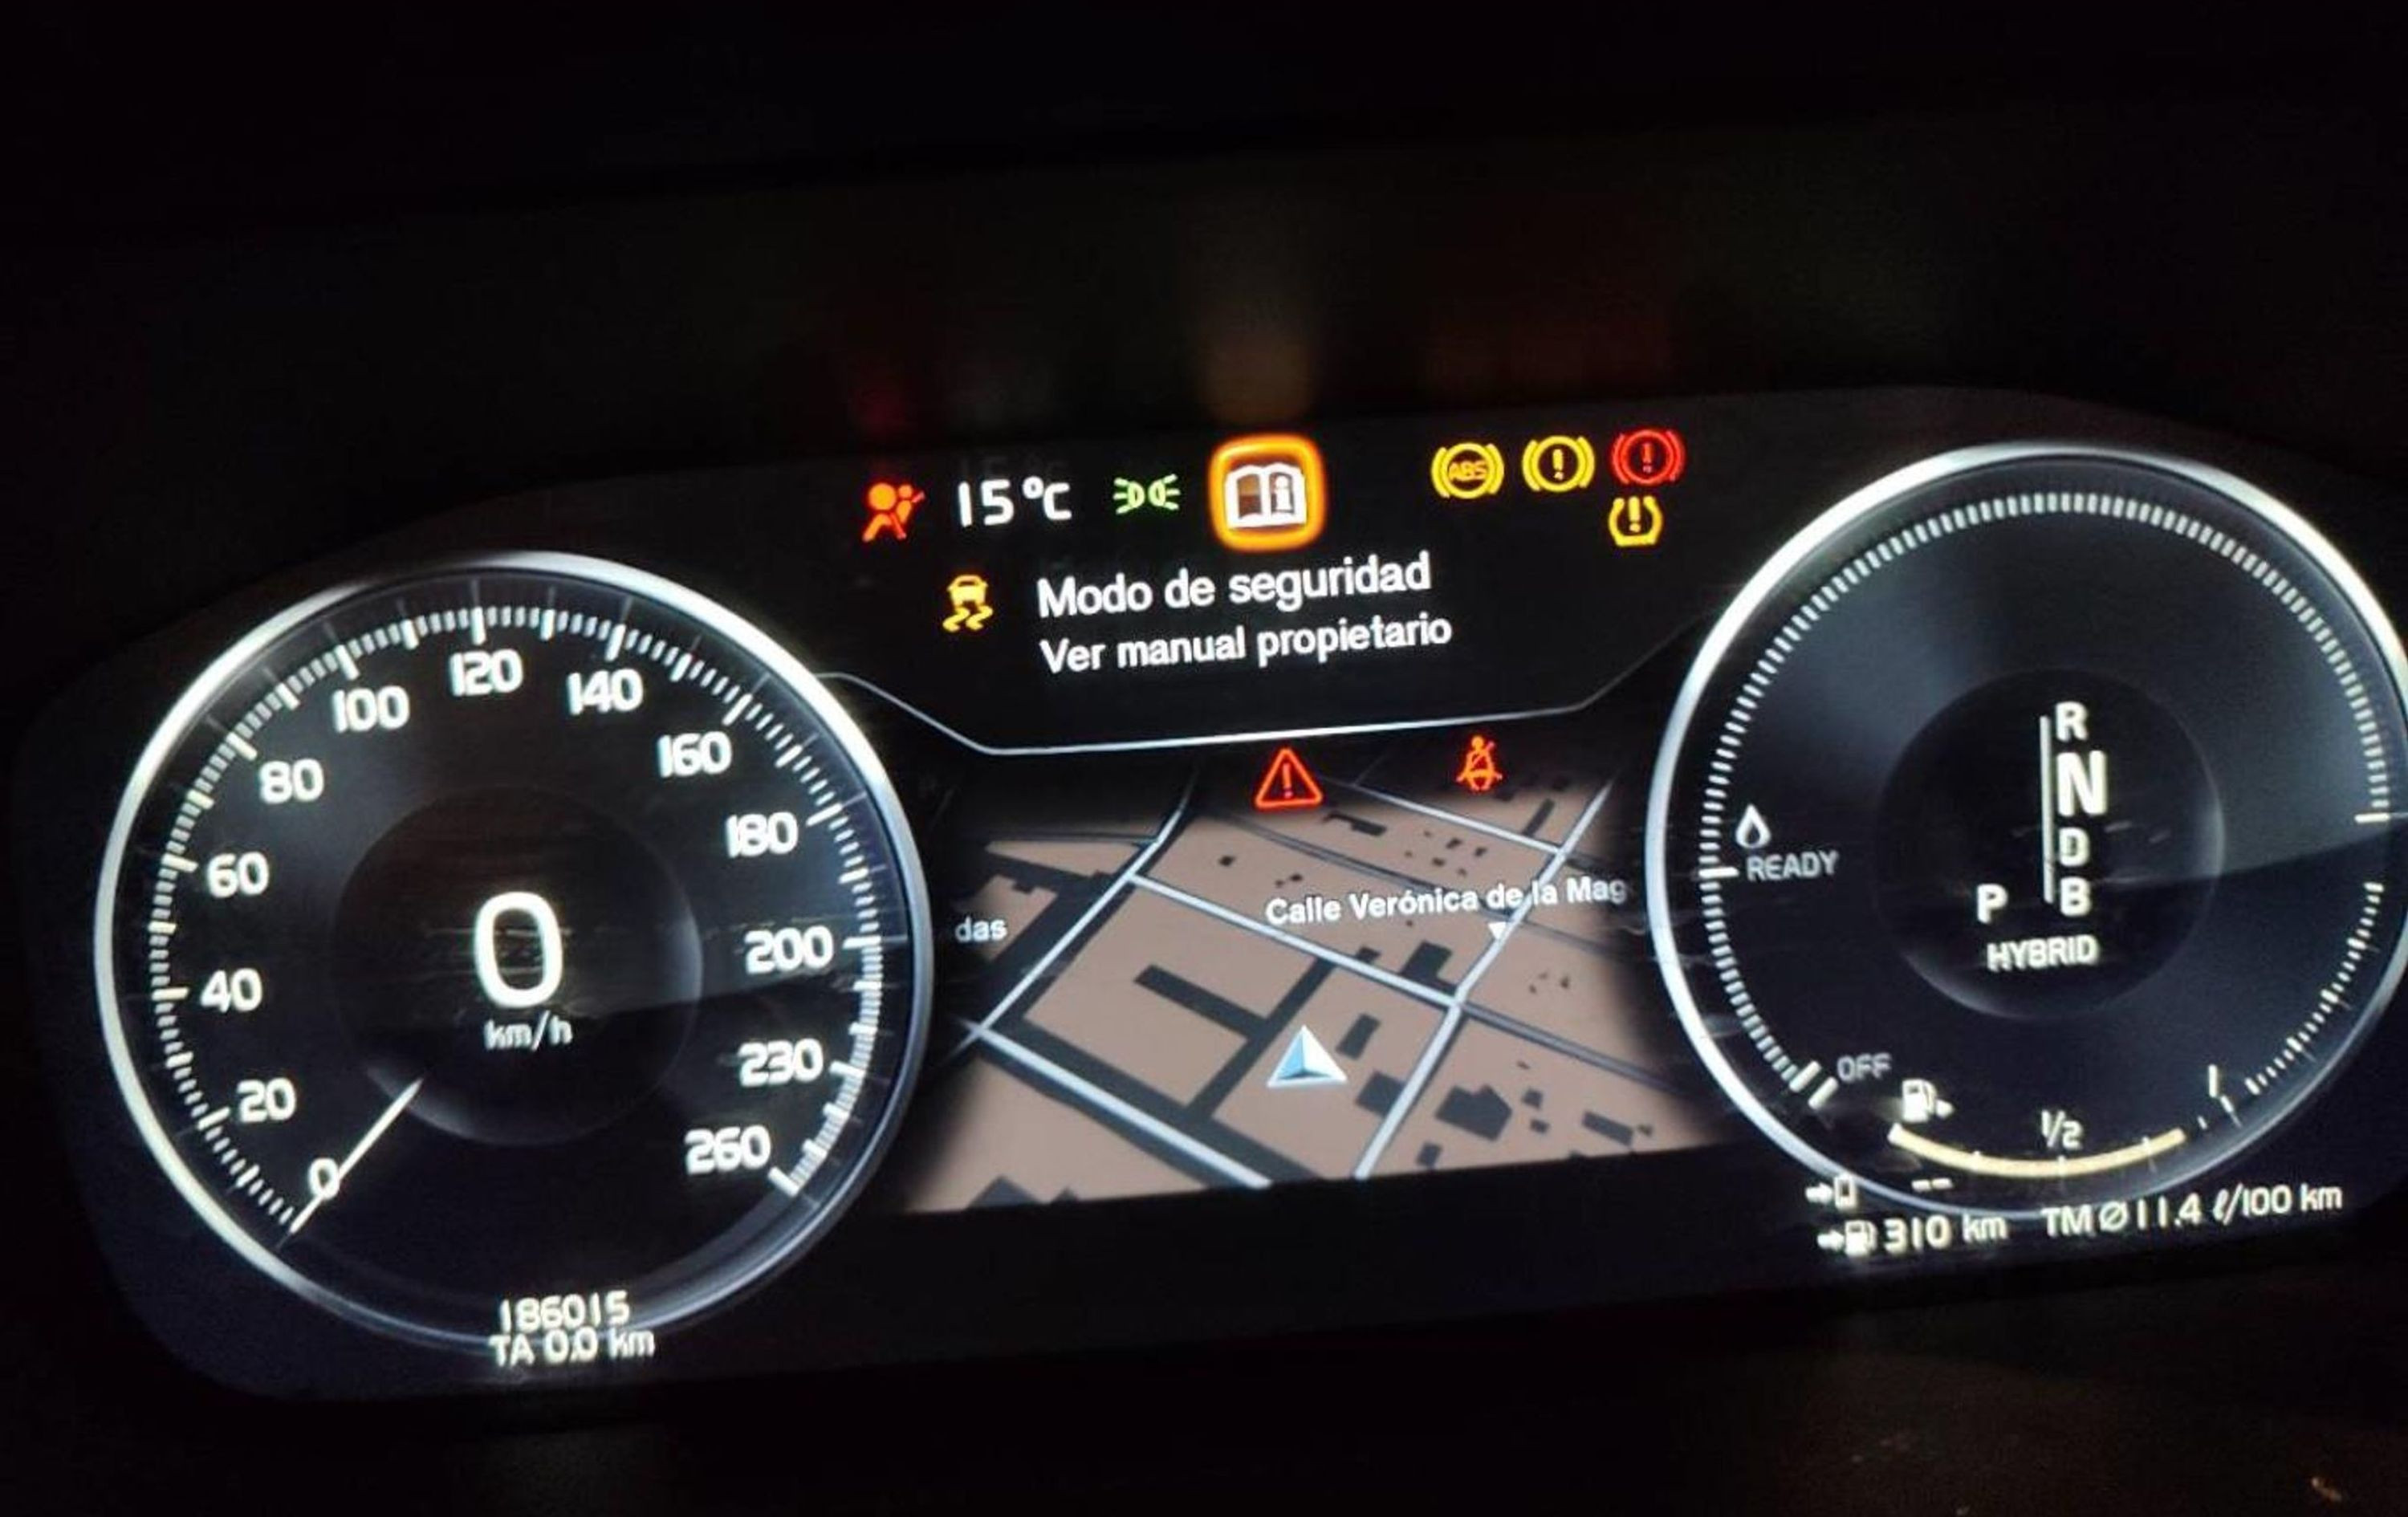 15°C
ABS
Modo de seguridad
Ver manual propietario
0
20
40
60
80
100
120
140
160
180
200
230
260
0
km/h
186015
TA 0.0 km
das
Calle Verónica de la Mag
READY
OFF
R
N
D
B
P
HYBRID
1/2
1
--
310 km TM Ø 11.4 ℓ/100 km